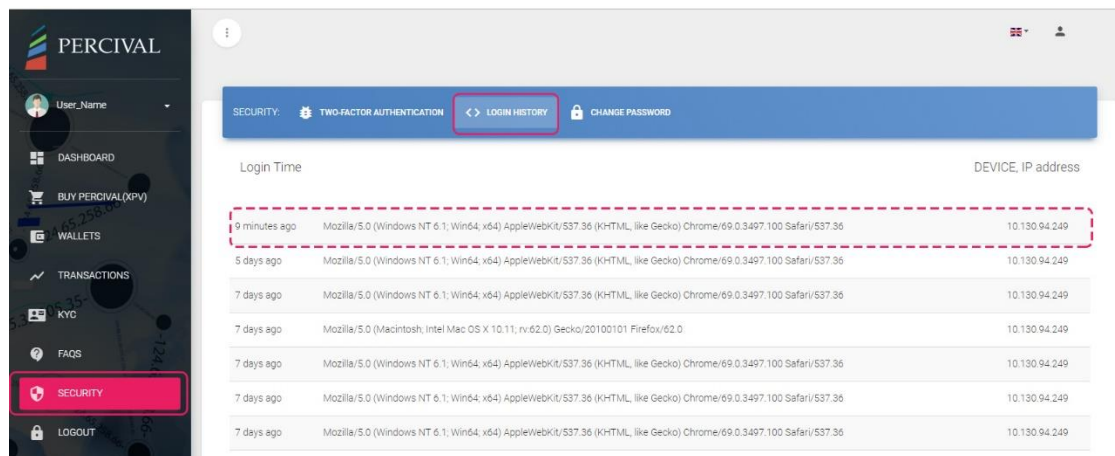 PERCIVAL
User_Name
DASHBOARD
BUY PERCIVAL(XPV)
WALLETS
TRANSACTIONS
KYC
FAQS
SECURITY
LOGOUT
SECURITY: TWO-FACTOR AUTHENTICATION <> LOGIN HISTORY CHANGE PASSWORD
Login Time DEVICE, IP address
9 minutes ago Mozilla/5.0 (Windows NT 6.1; Win64; x64) AppleWebKit/537.36 (KHTML, like Gecko) Chrome/69.0.3497.100 Safari/537.36 10.130.94.249
5 days ago Mozilla/5.0 (Windows NT 6.1; Win64; x64) AppleWebKit/537.36 (KHTML, like Gecko) Chrome/69.0.3497.100 Safari/537.36 10.130.94.249
7 days ago Mozilla/5.0 (Windows NT 6.1; Win64; x64) AppleWebKit/537.36 (KHTML, like Gecko) Chrome/69.0.3497.100 Safari/537.36 10.130.94.249
7 days ago Mozilla/5.0 (Macintosh; Intel Mac OS X 10.11; rv:62.0) Gecko/20100101 Firefox/62.0 10.130.94.249
7 days ago Mozilla/5.0 (Windows NT 6.1; Win64; x64) AppleWebKit/537.36 (KHTML, like Gecko) Chrome/69.0.3497.100 Safari/537.36 10.130.94.249
7 days ago Mozilla/5.0 (Windows NT 6.1; Win64; x64) AppleWebKit/537.36 (KHTML, like Gecko) Chrome/69.0.3497.100 Safari/537.36 10.130.94.249
7 days ago Mozilla/5.0 (Windows NT 6.1; Win64; x64) AppleWebKit/537.36 (KHTML, like Gecko) Chrome/69.0.3497.100 Safari/537.36 10.130.94.249